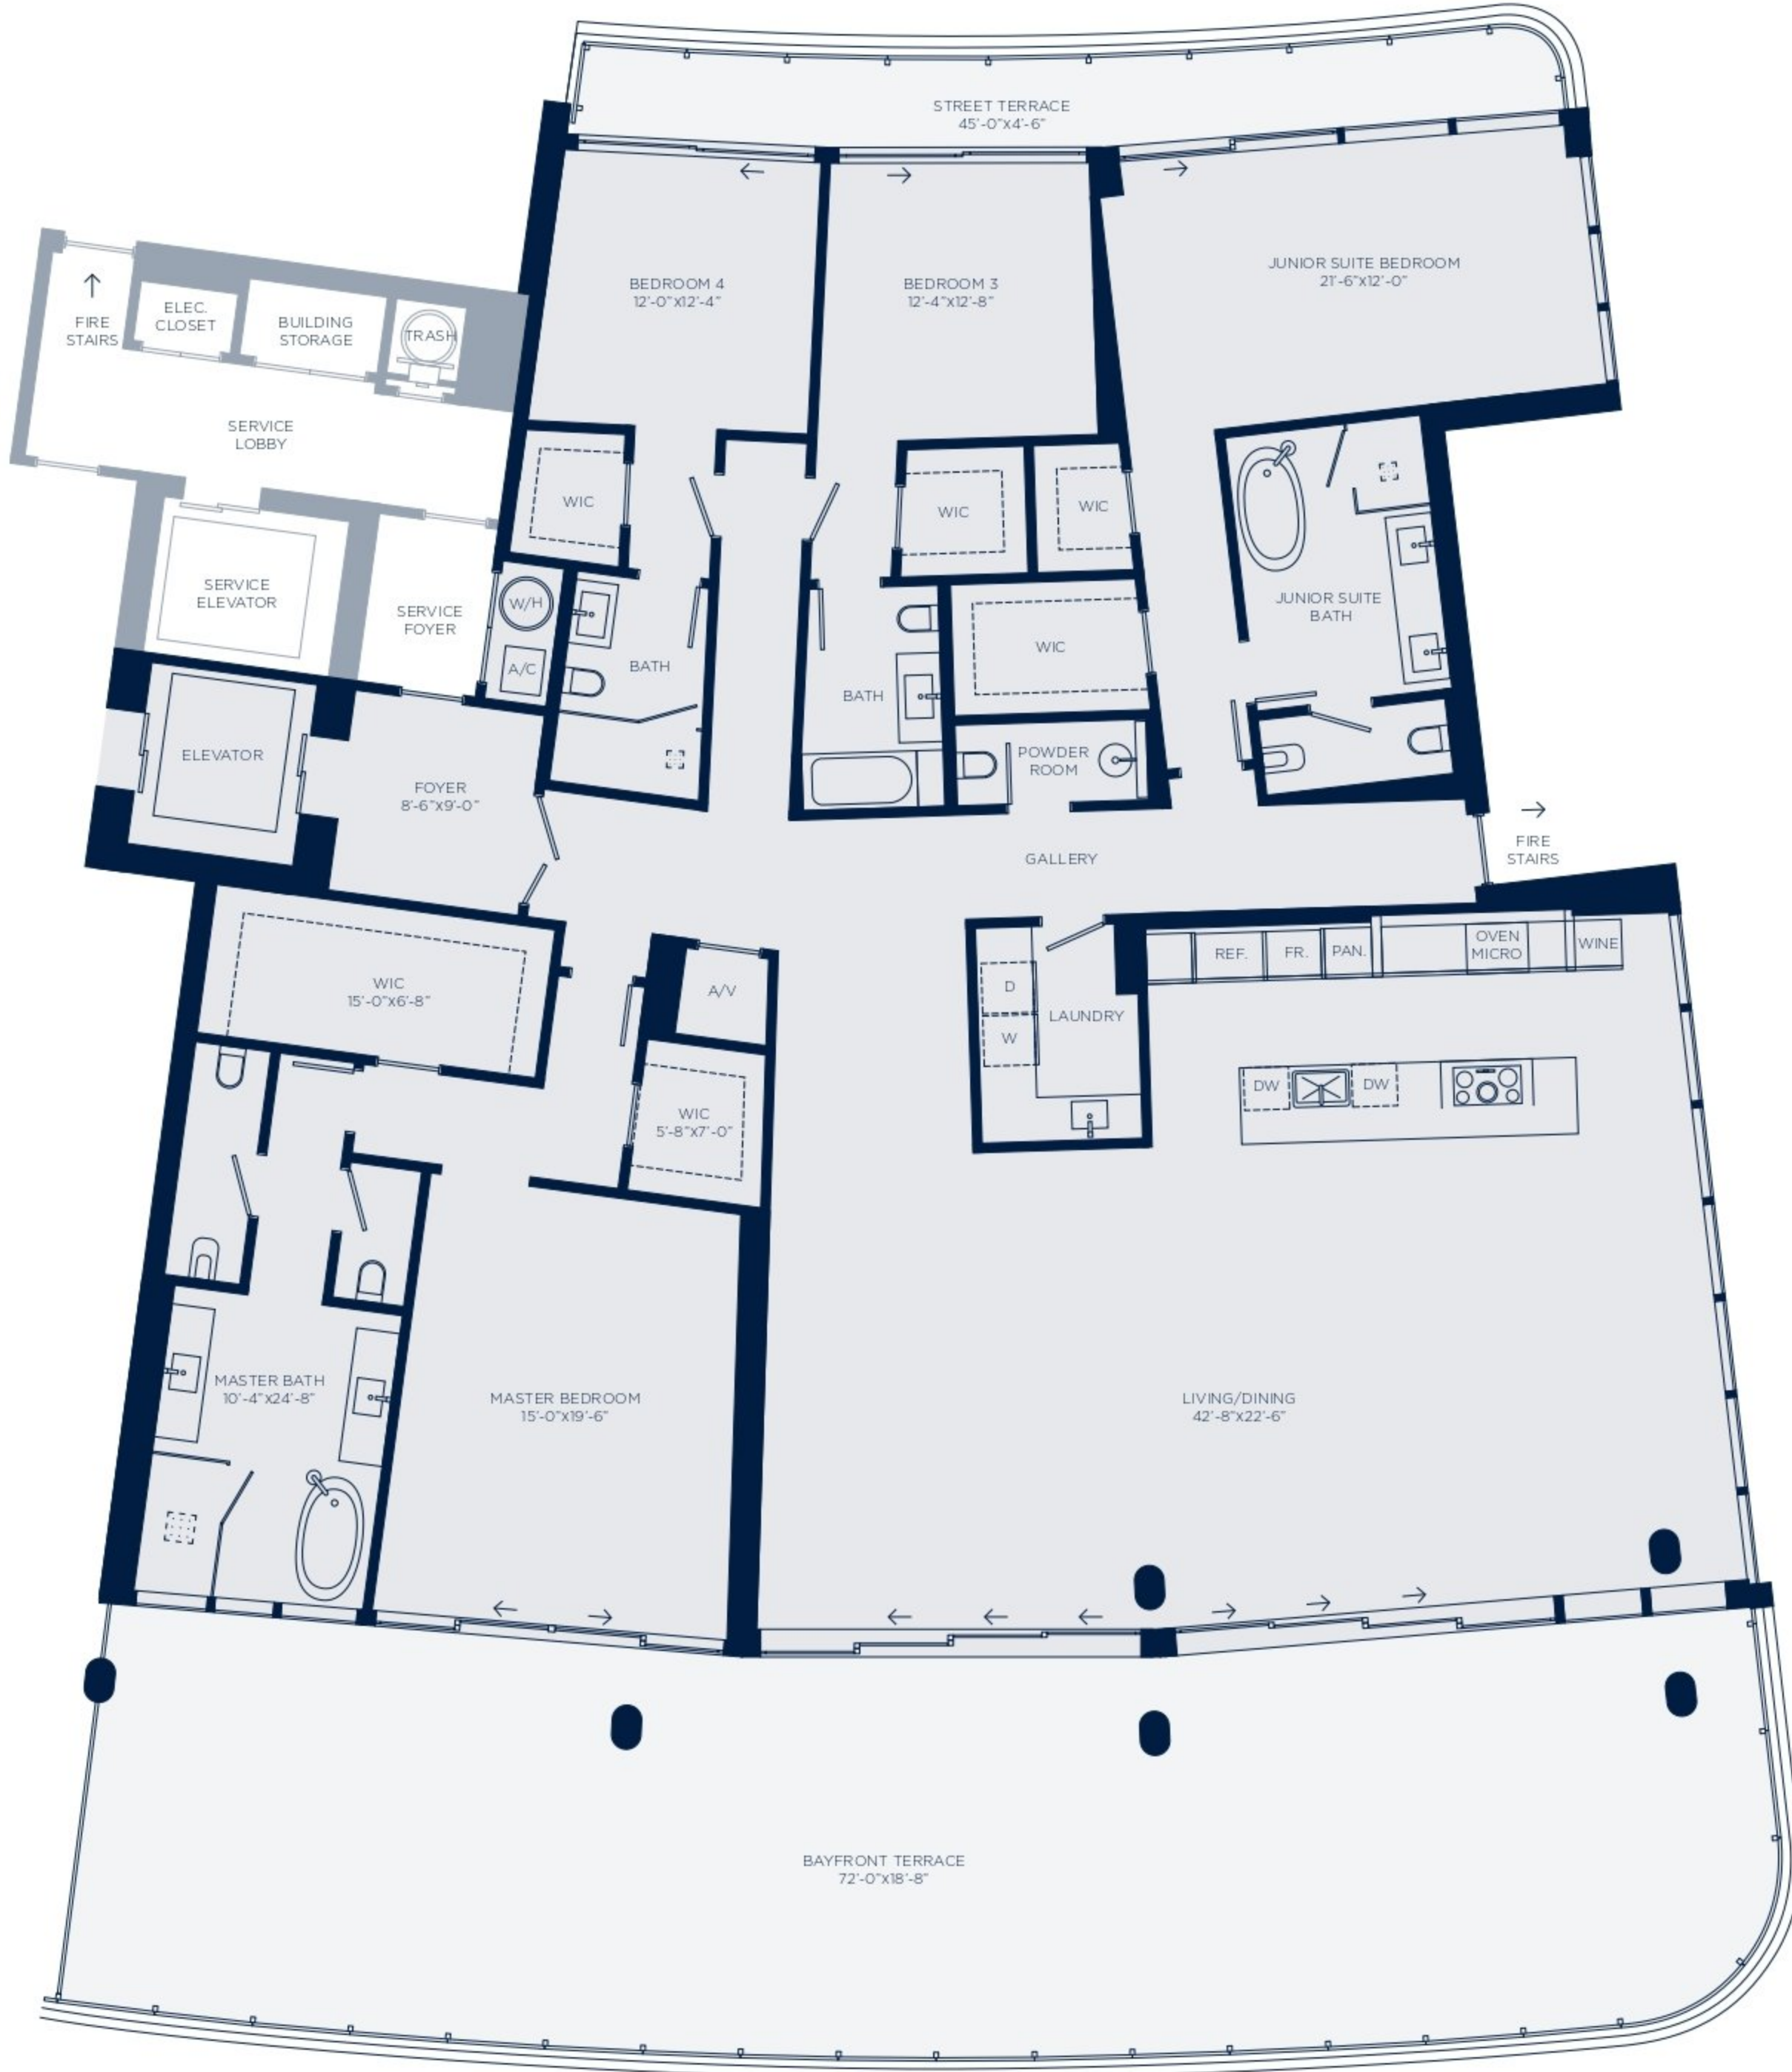 STREET TERRACE
45'-0"X4'-6"
BEDROOM 4
12'-0"X12'-4"
BEDROOM 3
12'-4"X12'-8"
JUNIOR SUITE BEDROOM
21'-6"X12'-0"
FIRE
STAIRS
ELEC.
CLOSET
BUILDING
STORAGE
TRASH
SERVICE
LOBBY
WIC
WIC
WIC
SERVICE
ELEVATOR
SERVICE
FOYER
W/H
A/C
BATH
BATH
WIC
JUNIOR SUITE
BATH
POWDER
ROOM
ELEVATOR
FOYER
8'-6"X9'-0"
GALLERY
FIRE
STAIRS
WIC
15'-0"X6'-8"
A/V
D
W
LAUNDRY
REF.
FR.
PAN.
OVEN
MICRO
WINE
DW
DW
WIC
5'-8"X7'-0"
MASTER BATH
10'-4"X24'-8"
MASTER BEDROOM
15'-0"X19'-6"
LIVING/DINING
42'-8"X22'-6"
BAYFRONT TERRACE
72'-0"X18'-8"